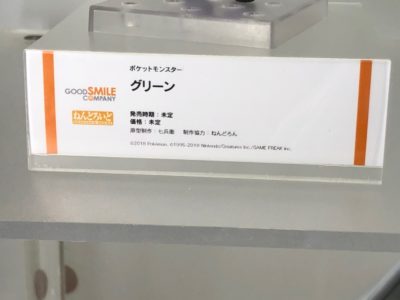 ポケットモンスター
グリーン
GOODSMILE
COMPANY
ねんどろいど
発売時期：未定
価格：未定
原型制作：七兵衛　制作協力：ねんどろん
©2018 Pokémon. ©1995-2018 Nintendo/Creatures Inc./GAME FREAK inc.